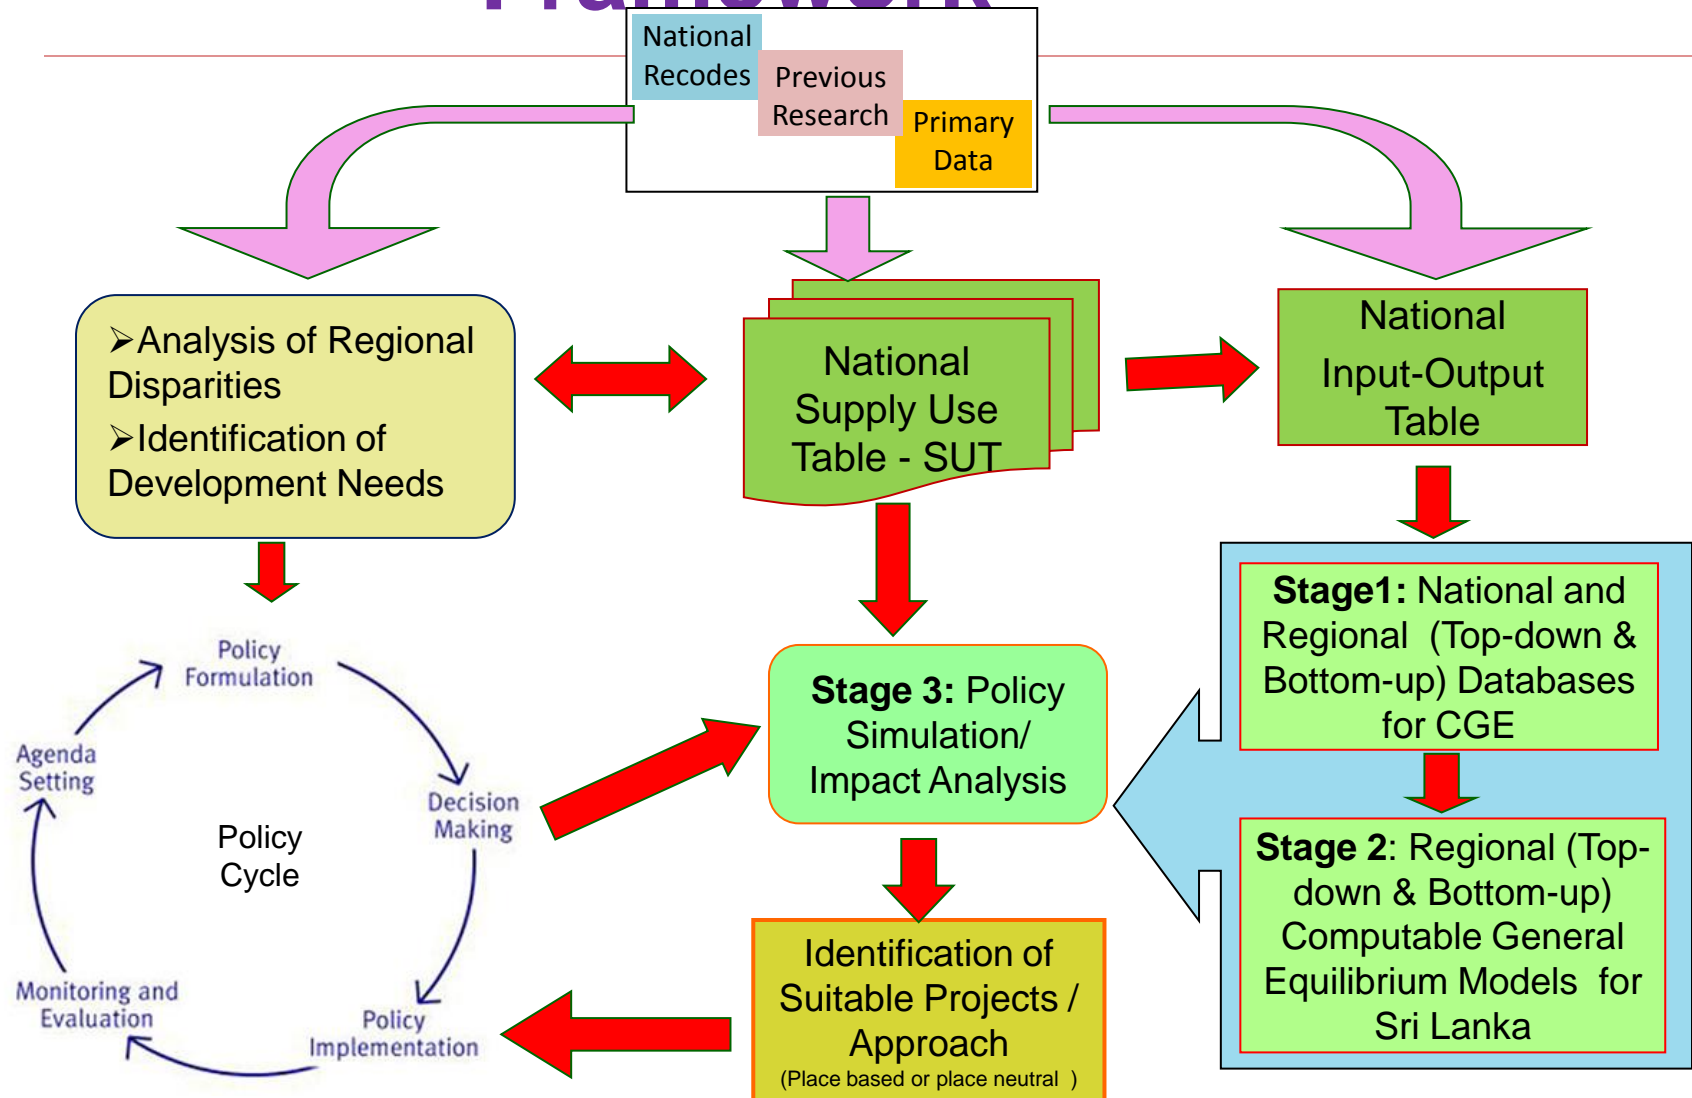 Framework
National
Recodes
Previous
Research
Primary
Data
➢Analysis of Regional
Disparities
➢Identification of
Development Needs
National
Supply Use
Table - SUT
National
Input-Output
Table
Stage1: National and
Regional (Top-down &
Bottom-up) Databases
for CGE
Stage 2: Regional (Top-
down & Bottom-up)
Computable General
Equilibrium Models for
Sri Lanka
Stage 3: Policy
Simulation/
Impact Analysis
Identification of
Suitable Projects /
Approach
(Place based or place neutral )
Policy
Formulation
Decision
Making
Policy
Implementation
Monitoring and
Evaluation
Agenda
Setting
Policy
Cycle